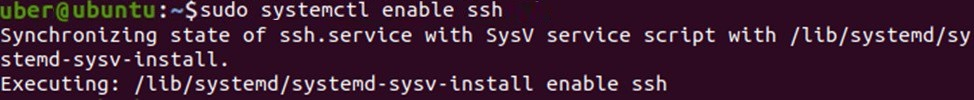 uber@ubuntu:~$sudo systemctl enable ssh
Synchronizing state of ssh.service with SysV service script with /lib/systemd/sy
stemd-sysv-install.
Executing: /lib/systemd/systemd-sysv-install enable ssh